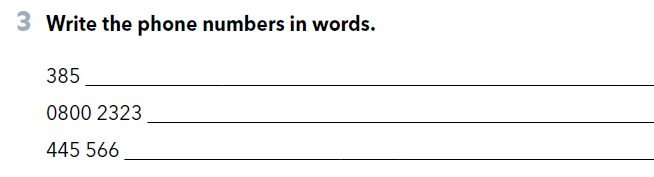 3 Write the phone numbers in words.
385
0800 2323
445 566